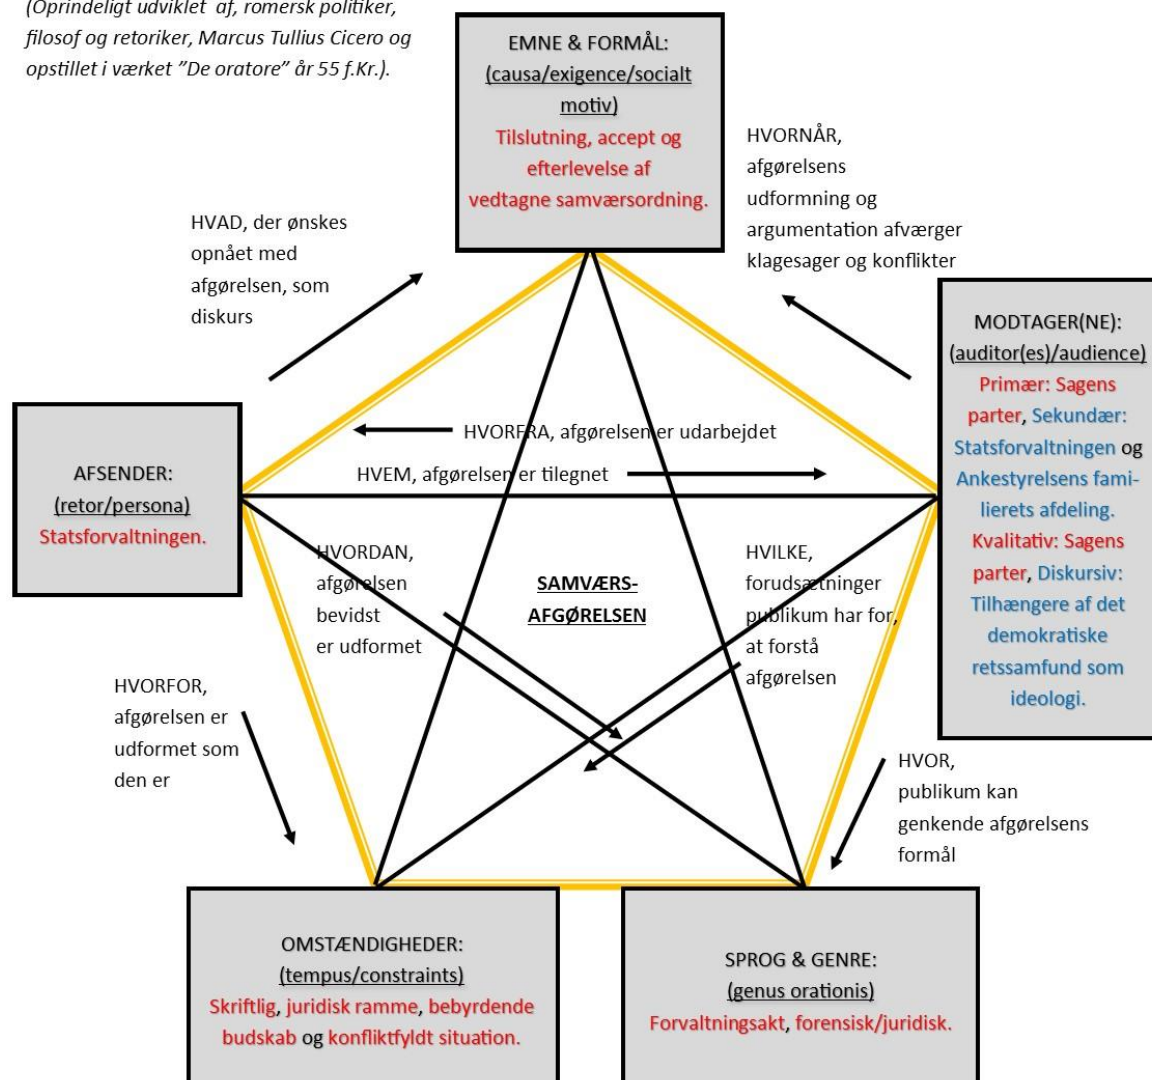 (Oprindeligt udviklet af, romersk politiker,
filosof og retoriker, Marcus Tullius Cicero og
opstillet i værket ”De oratore” år 55 f.Kr.).
EMNE & FORMÅL:
(causa/exigence/socialt
motiv)
Tilslutning, accept og
efterlevelse af
vedtagne samværsordning.
HVORNÅR,
afgørelsens
udformning og
argumentation afværger
klagesager og konflikter
HVAD, der ønskes
opnået med
afgørelsen, som
diskurs
MODTAGER(NE):
(auditor(es)/audience)
Primær: Sagens
parter, Sekundær:
Statsforvaltningen og
Ankestyrelsens fami-
lierets afdeling.
Kvalitativ: Sagens
parter, Diskursiv:
Tilhængere af det
demokratiske
retssamfund som
ideologi.
AFSENDER:
(retor/persona)
Statsforvaltningen.
HVORFRA, afgørelsen er udarbejdet
HVEM, afgørelsen er tilegnet
HVORDAN,
afgørelsen
bevidst
er udformet
SAMVÆRS-
AFGØRELSEN
HVILKE,
forudsætninger
publikum har for,
at forstå
afgørelsen
HVORFOR,
afgørelsen er
udformet som
den er
HVOR,
publikum kan
genkende afgørelsens
formål
OMSTÆNDIGHEDER:
(tempus/constraints)
Skriftlig, juridisk ramme, bebyrdende
budskab og konfliktfyldt situation.
SPROG & GENRE:
(genus orationis)
Forvaltningsakt, forensisk/juridisk.